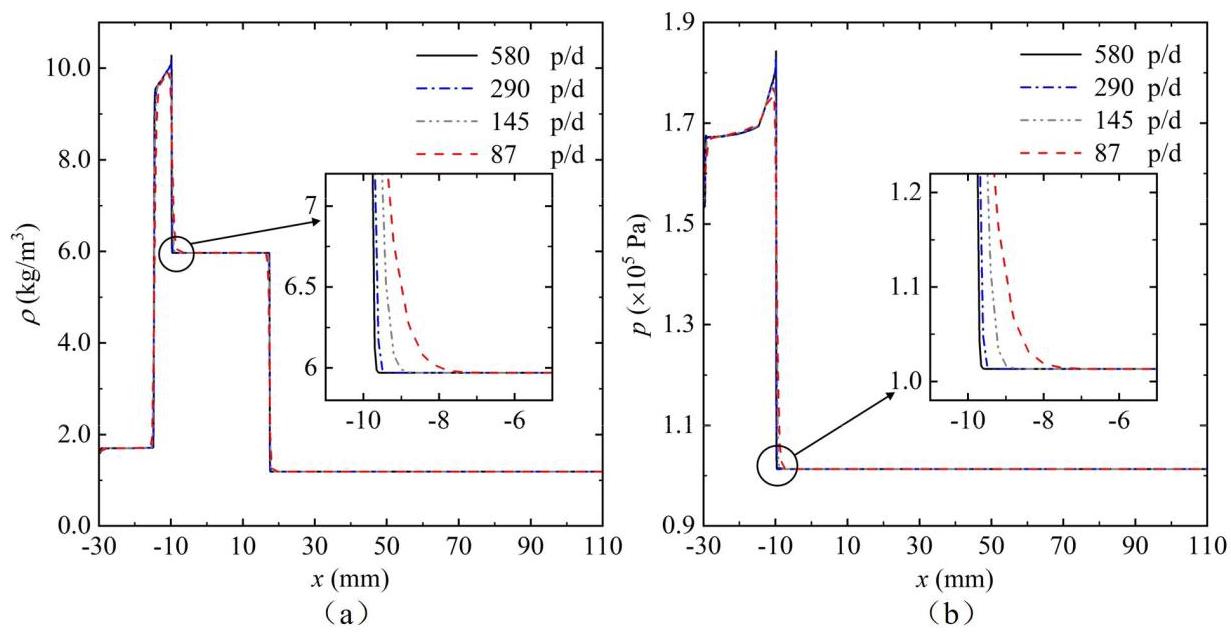 580 p/d
290 p/d
145 p/d
87 p/d
10.0
8.0
6.0
4.0
2.0
0.0
ρ (kg/m³)
7
6.5
6
-10 -8 -6
-30 -10 10 30 50 70 90 110
x (mm)
（a）
580 p/d
290 p/d
145 p/d
87 p/d
1.9
1.7
1.5
1.3
1.1
0.9
p (×10⁵ Pa)
1.2
1.1
1.0
-10 -8 -6
-30 -10 10 30 50 70 90 110
x (mm)
（b）